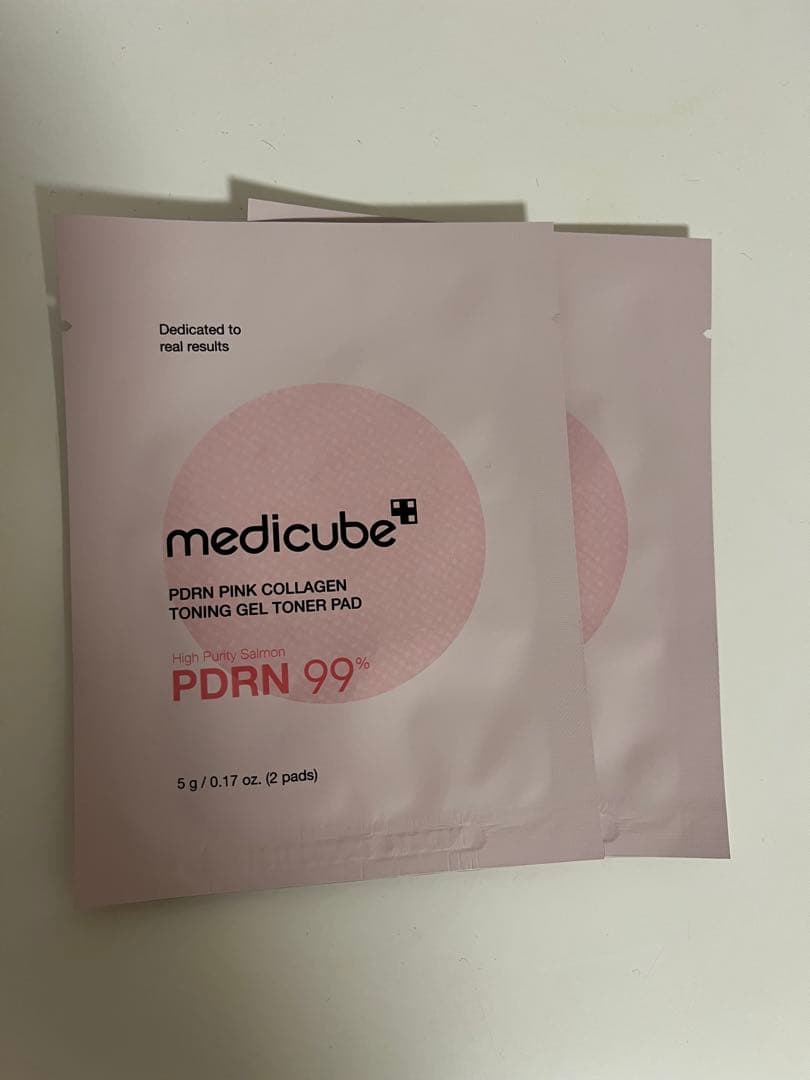 Dedicated to
real results
medicube
PDRN PINK COLLAGEN
TONING GEL TONER PAD
High Purity Salmon
PDRN 99%
5 g / 0.17 oz. (2 pads)